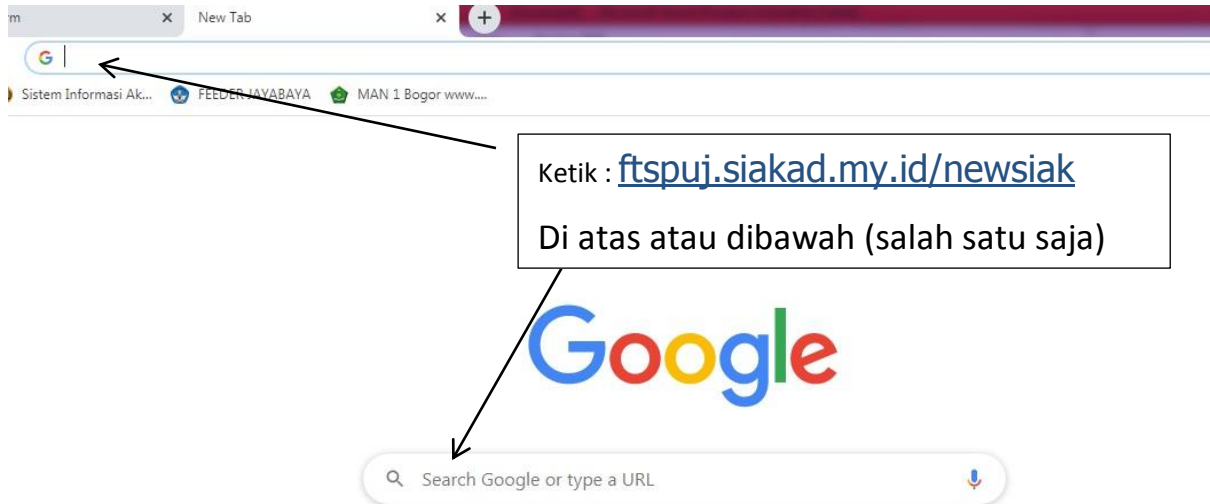 rm × New Tab × +
G
Sistem Informasi Ak... FEEDER JAYABAYA MAN 1 Bogor www....
Ketik : ftspuj.siakad.my.id/newsiak
Di atas atau dibawah (salah satu saja)
Google
Search Google or type a URL